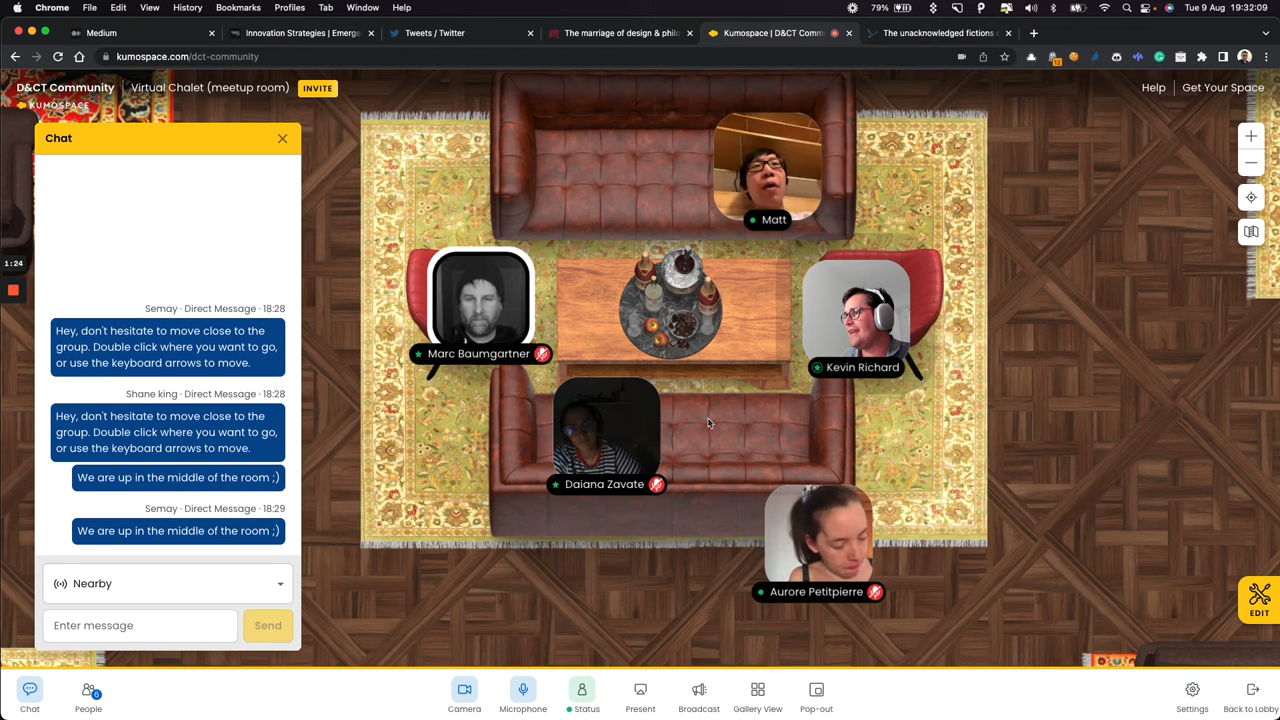 Chrome File Edit View History Bookmarks Profiles Tab Window Help 79% Tue 9 Aug 19:32:09
Medium Innovation Strategies | Emerge Tweets / Twitter The marriage of design & philo Kumospace | D&CT Comm The unacknowledged fictions o
kumospace.com/dct-community
12
D&CT Community Virtual Chalet (meetup room) INVITE Help Get Your Space
KUMOSPACE
Chat
1:24
Semay · Direct Message · 18:28
Hey, don't hesitate to move close to the
group. Double click where you want to go,
or use the keyboard arrows to move.
Shane king · Direct Message · 18:28
Hey, don't hesitate to move close to the
group. Double click where you want to go,
or use the keyboard arrows to move.
We are up in the middle of the room ;)
Semay · Direct Message · 18:29
We are up in the middle of the room ;)
Nearby
Enter message
Send
Matt
Marc Baumgartner
Kevin Richard
Daiana Zavate
Aurore Petitpierre
EDIT
6
Chat People Camera Microphone Status Present Broadcast Gallery View Pop-out Settings Back to Lobby